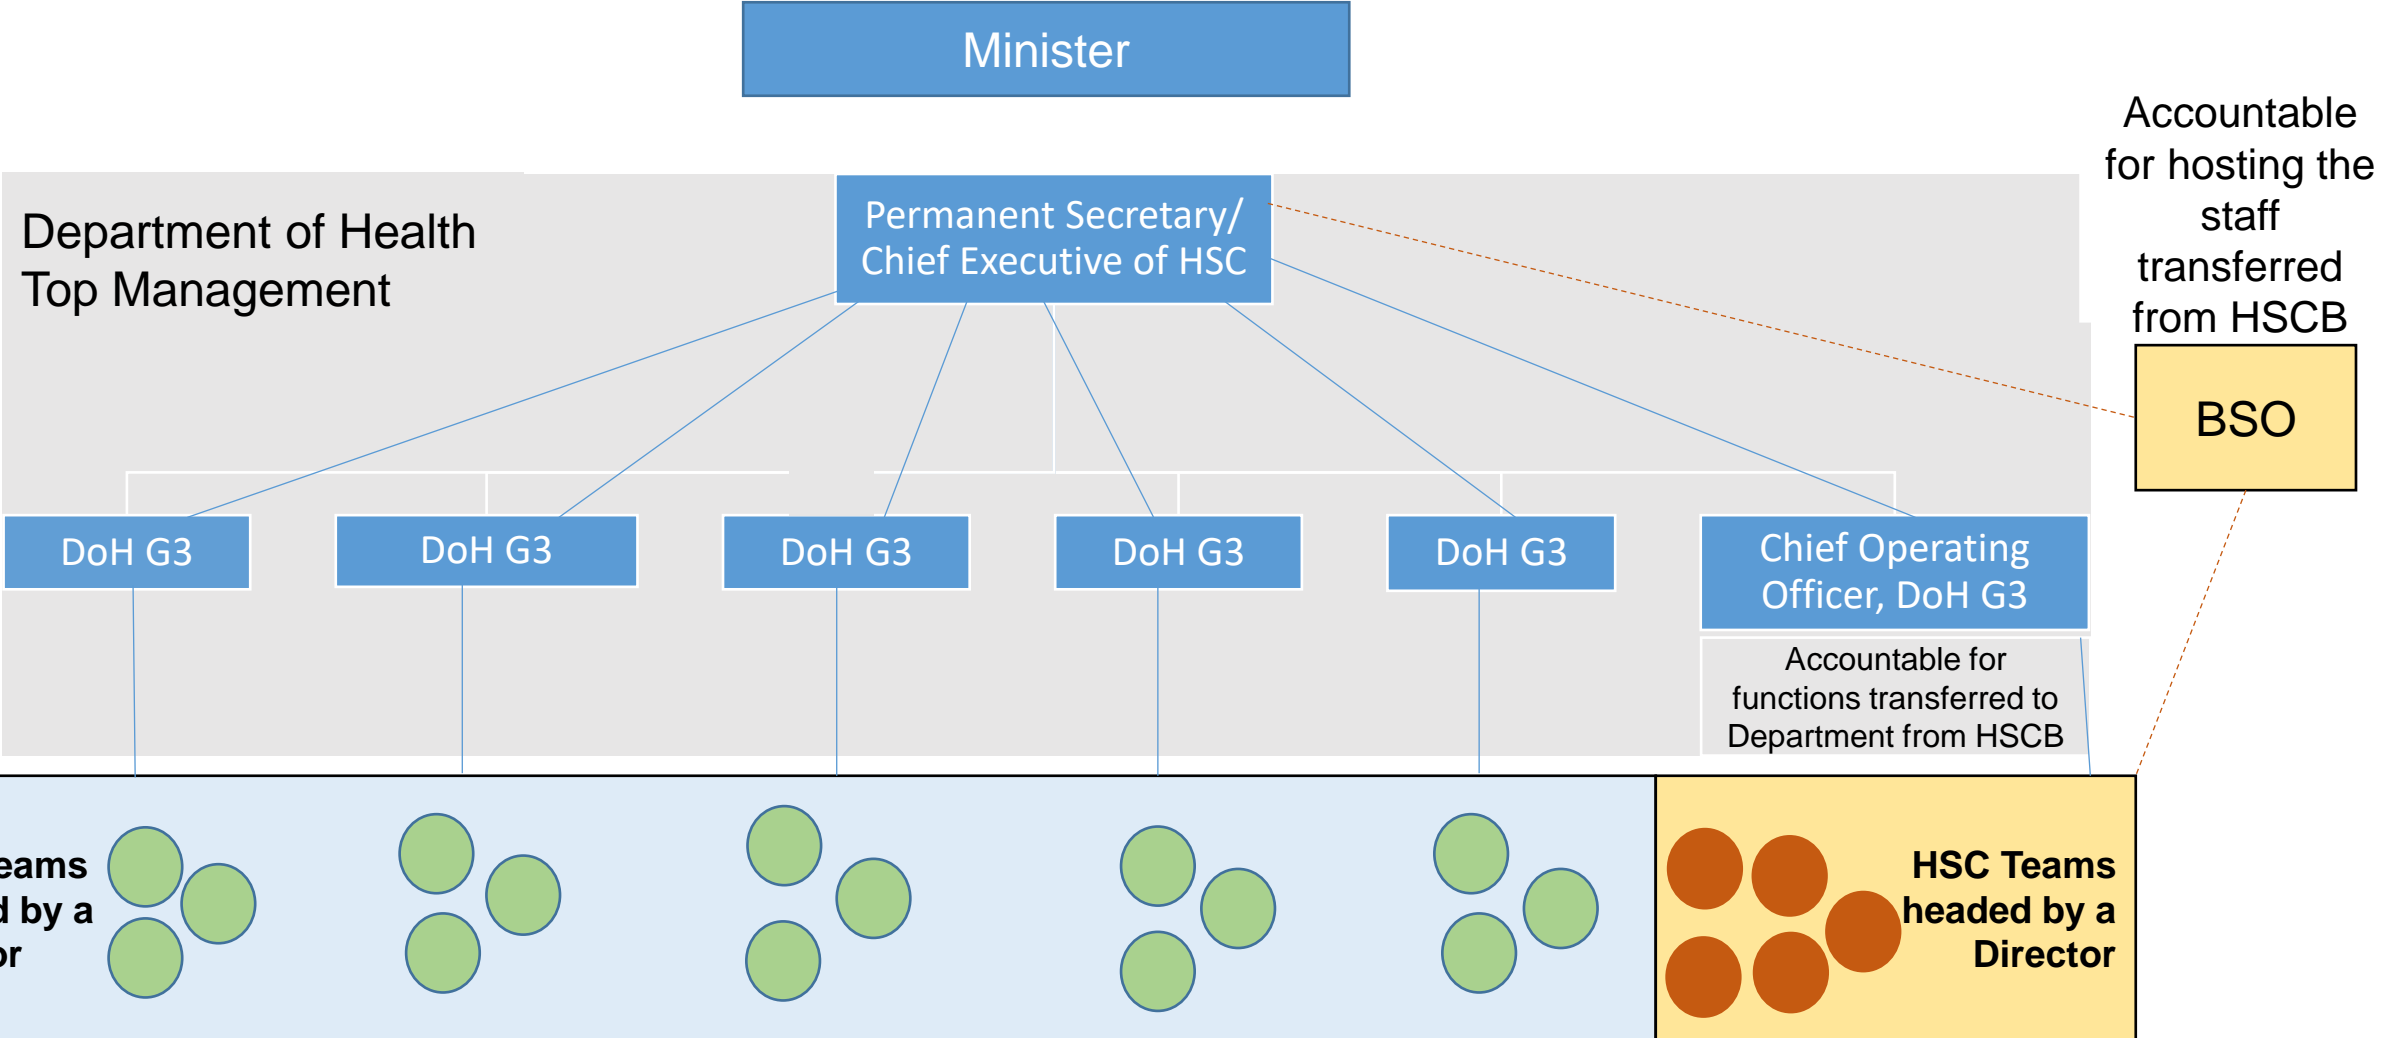 Minister
Accountable
for hosting the
staff
transferred
from HSCB
Department of Health
Top Management
Permanent Secretary/
Chief Executive of HSC
BSO
DoH G3
DoH G3
DoH G3
DoH G3
DoH G3
Chief Operating
Officer, DoH G3
Accountable for
functions transferred to
Department from HSCB
by a
HSC Teams
headed by a
Director